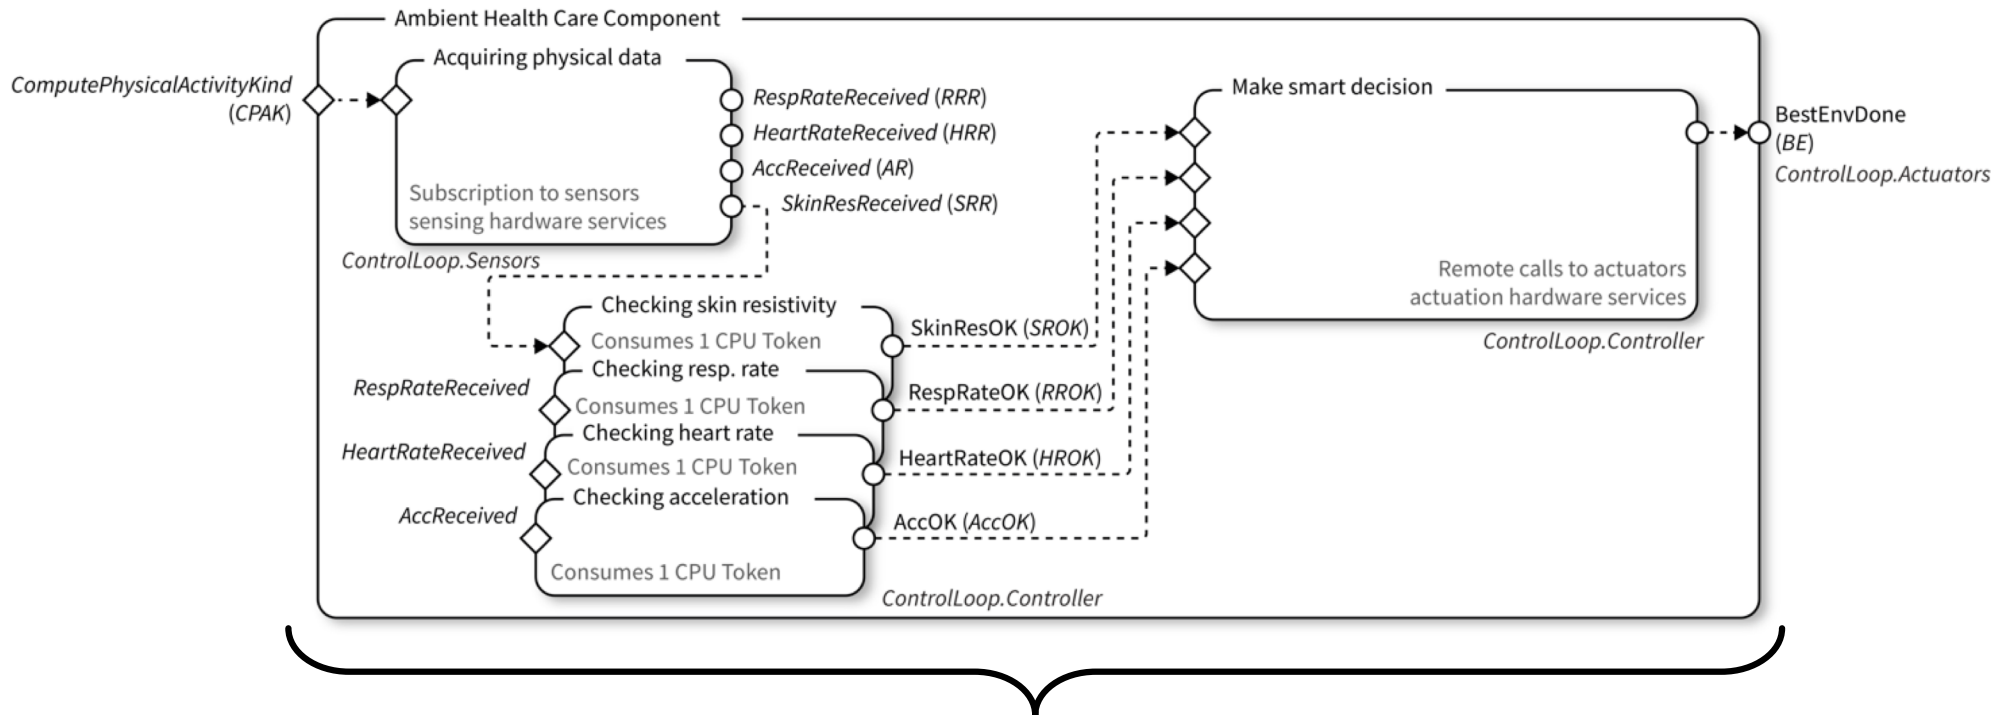 Ambient Health Care Component
ComputePhysicalActivityKind
(CPAK)
Acquiring physical data
Subscription to sensors
sensing hardware services
ControlLoop.Sensors
RespRateReceived (RRR)
HeartRateReceived (HRR)
AccReceived (AR)
SkinResReceived (SRR)
Make smart decision
Remote calls to actuators
actuation hardware services
ControlLoop.Controller
BestEnvDone
(BE)
ControlLoop.Actuators
Checking skin resistivity
Consumes 1 CPU Token
SkinResOK (SROK)
Checking resp. rate
RespRateReceived
Consumes 1 CPU Token
RespRateOK (RROK)
Checking heart rate
HeartRateReceived
Consumes 1 CPU Token
HeartRateOK (HROK)
Checking acceleration
AccReceived
AccOK (AccOK)
Consumes 1 CPU Token
ControlLoop.Controller